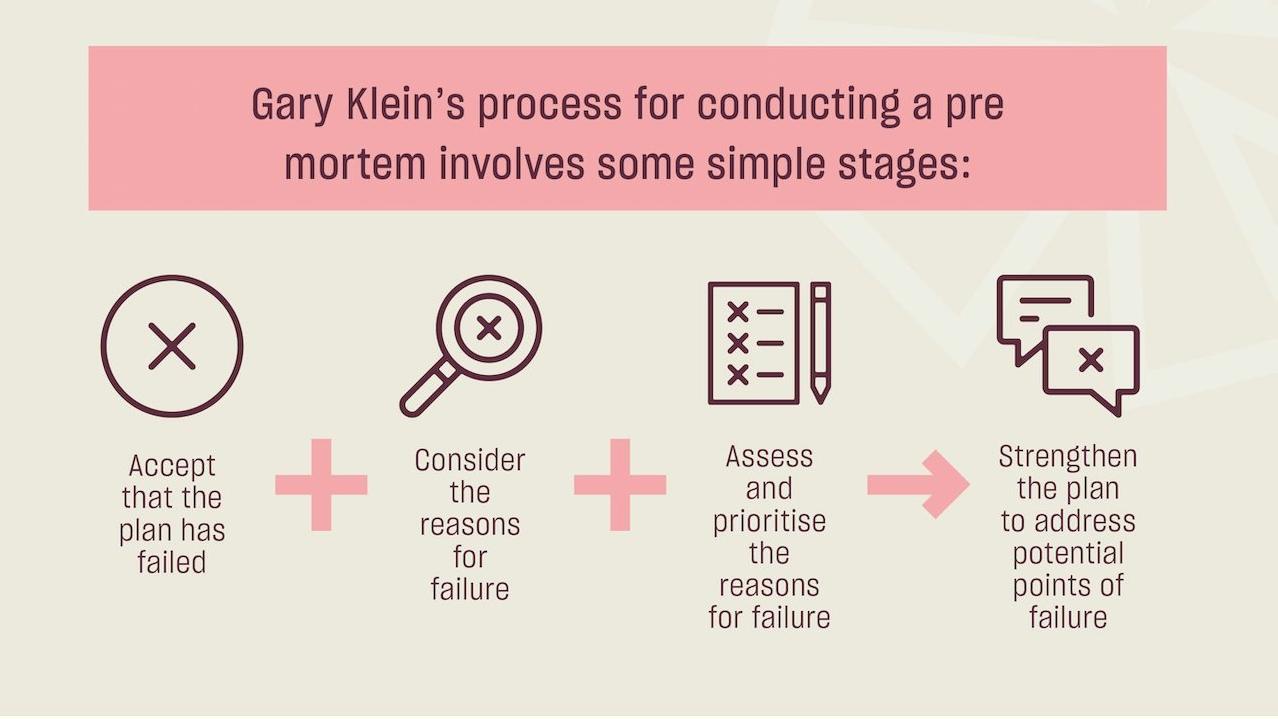 Gary Klein’s process for conducting a pre
mortem involves some simple stages:
Accept
that the
plan has
failed
Consider
the
reasons
for
failure
Assess
and
prioritise
the
reasons
for failure
Strengthen
the plan
to address
potential
points of
failure